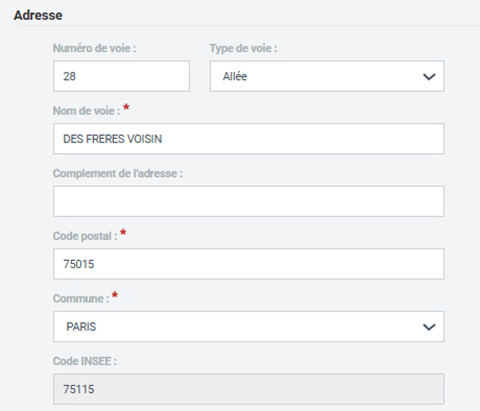 Adresse
Numéro de voie : Type de voie :
28 Allée
Nom de voie : *
DES FRERES VOISIN
Complement de l'adresse :
Code postal : *
75015
Commune : *
PARIS
Code INSEE :
75115